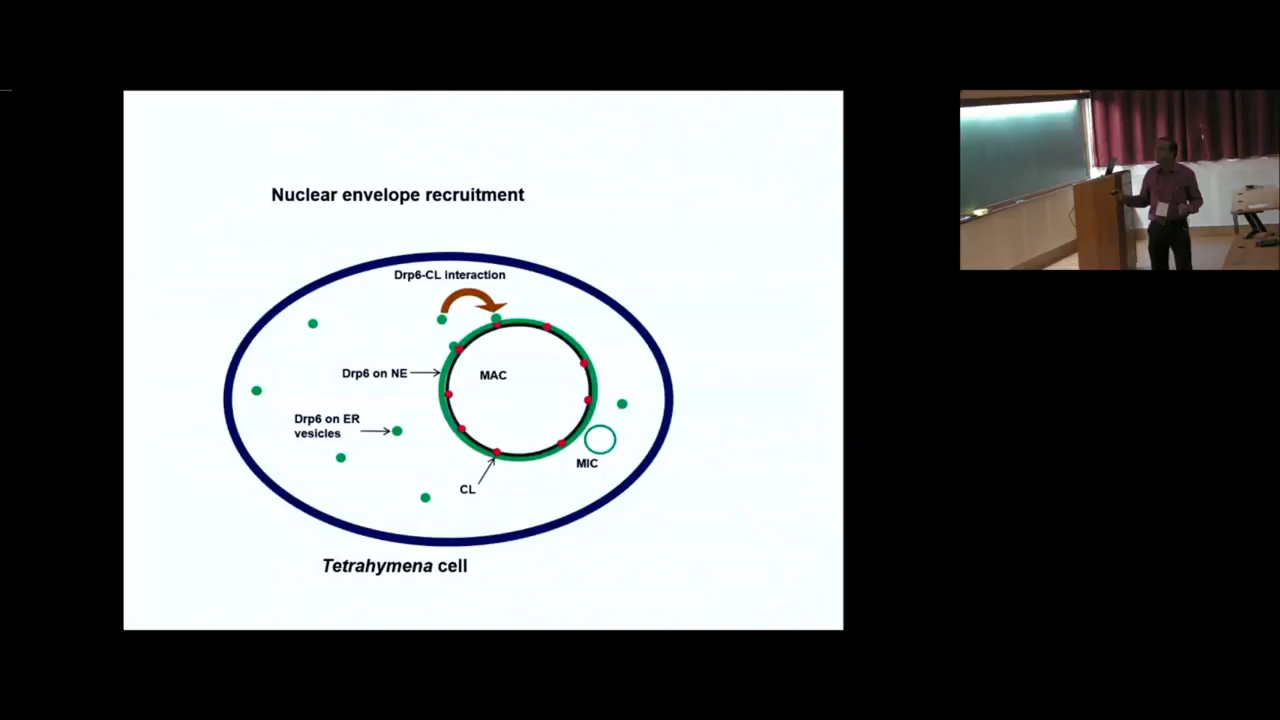 Nuclear envelope recruitment
Drp6-CL interaction
Drp6 on NE
MAC
Drp6 on ER
vesicles
MIC
CL
Tetrahymena cell